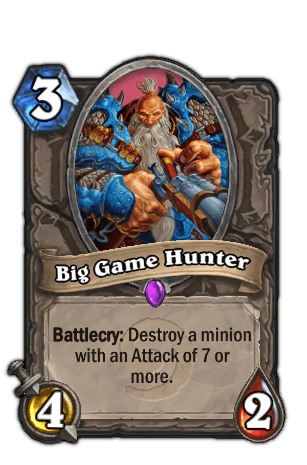 3
Big Game Hunter
Battlecry: Destroy a minion
with an Attack of 7 or
more.
4
2